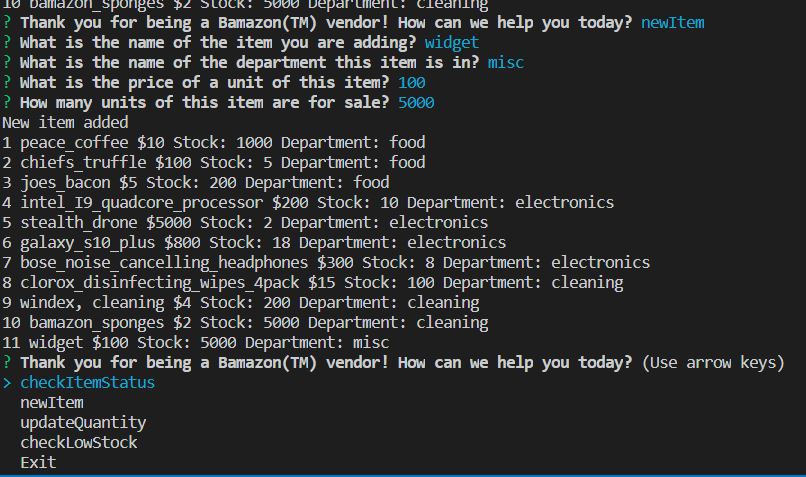 10 bamazon_sponges $2 Stock: 5000 Department: cleaning
? Thank you for being a Bamazon(TM) vendor! How can we help you today? newItem
? What is the name of the item you are adding? widget
? What is the name of the department this item is in? misc
? What is the price of a unit of this item? 100
? How many units of this item are for sale? 5000
New item added
1 peace_coffee $10 Stock: 1000 Department: food
2 chiefs_truffle $100 Stock: 5 Department: food
3 joes_bacon $5 Stock: 200 Department: food
4 intel_I9_quadcore_processor $200 Stock: 10 Department: electronics
5 stealth_drone $5000 Stock: 2 Department: electronics
6 galaxy_s10_plus $800 Stock: 18 Department: electronics
7 bose_noise_cancelling_headphones $300 Stock: 8 Department: electronics
8 clorox_disinfecting_wipes_4pack $15 Stock: 100 Department: cleaning
9 windex, cleaning $4 Stock: 200 Department: cleaning
10 bamazon_sponges $2 Stock: 5000 Department: cleaning
11 widget $100 Stock: 5000 Department: misc
? Thank you for being a Bamazon(TM) vendor! How can we help you today? (Use arrow keys)
> checkItemStatus
newItem
updateQuantity
checkLowStock
Exit